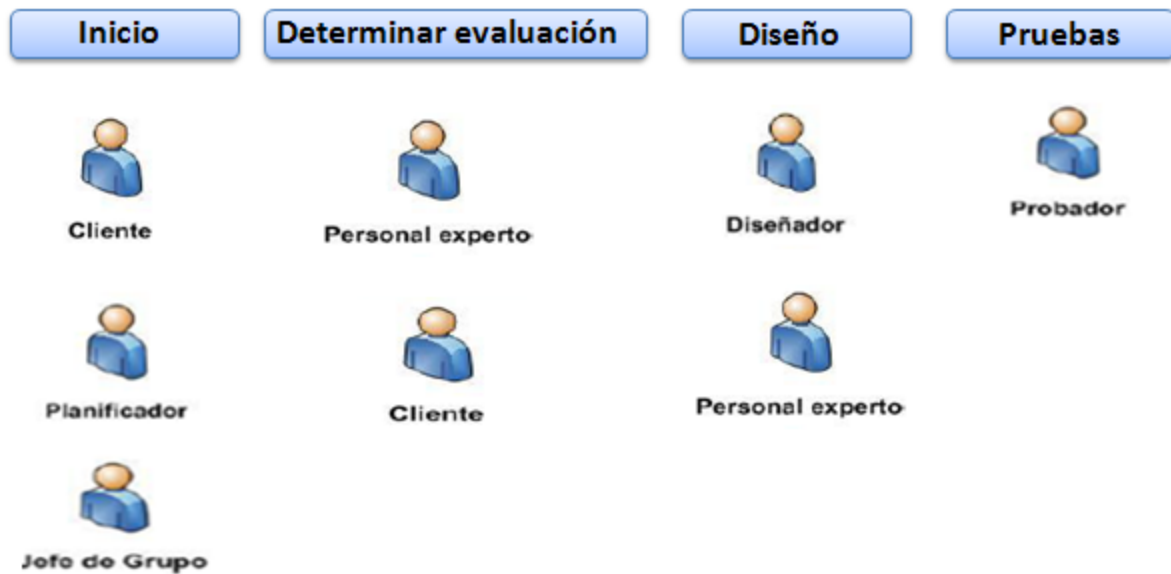 Inicio
Determinar evaluación
Diseño
Pruebas
Cliente
Personal experto
Diseñador
Probador
Planificador
Cliente
Personal experto
Jefe de Grupo